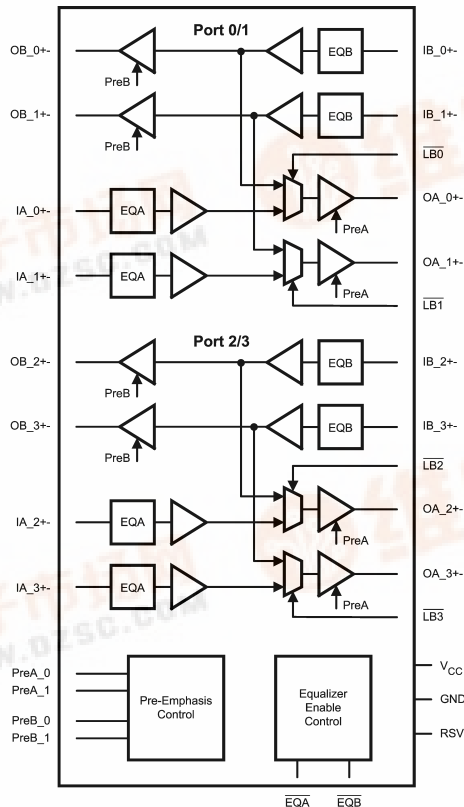 Port 0/1
OB_0+-
PreB
EQB
IB_0+-
OB_1+-
PreB
EQB
IB_1+-
LB0
IA_0+-
EQA
PreA
OA_0+-
IA_1+-
EQA
PreA
OA_1+-
LB1
Port 2/3
OB_2+-
PreB
EQB
IB_2+-
OB_3+-
PreB
EQB
IB_3+-
LB2
IA_2+-
EQA
PreA
OA_2+-
IA_3+-
EQA
PreA
OA_3+-
LB3
PreA_0
PreA_1
PreB_0
PreB_1
Pre-Emphasis
Control
Equalizer
Enable
Control
VCC
GND
RSV
EQA
EQB